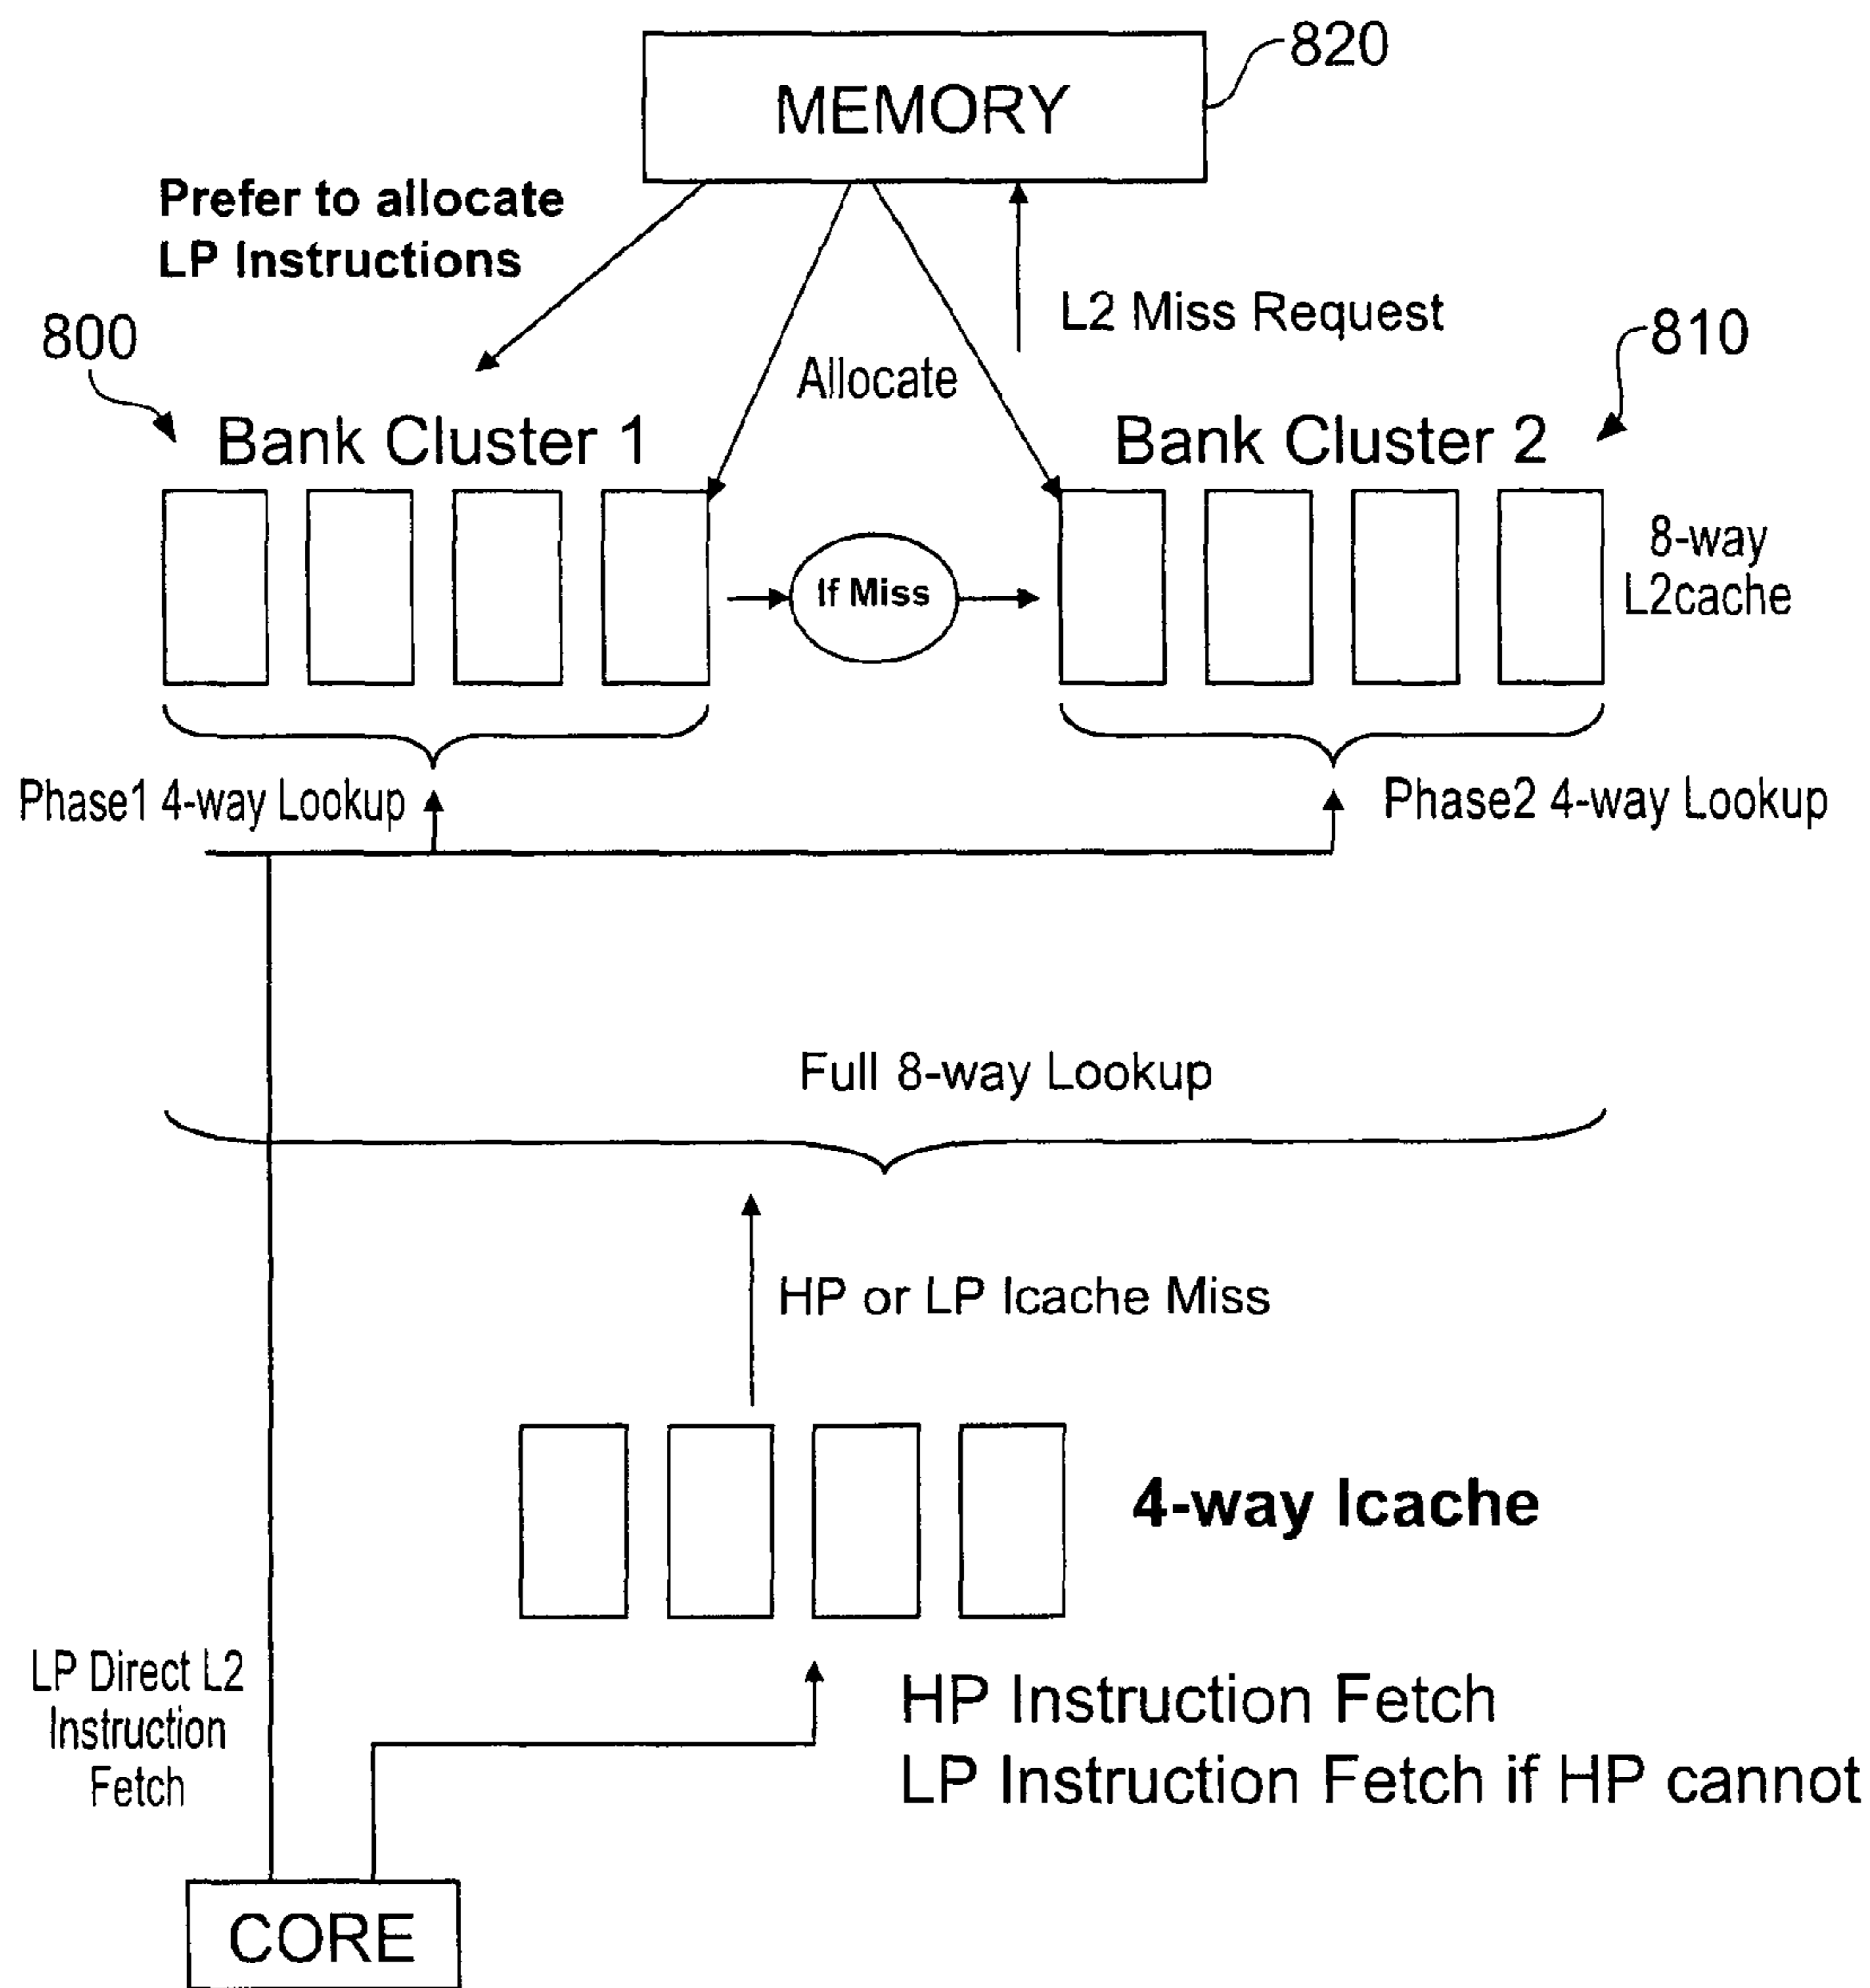 820
MEMORY
Prefer to allocate
LP Instructions
L2 Miss Request
800
810
Allocate
Bank Cluster 1
Bank Cluster 2
If Miss
8-way
L2cache
Phase1 4-way Lookup
Phase2 4-way Lookup
Full 8-way Lookup
HP or LP Icache Miss
4-way Icache
LP Direct L2
Instruction
Fetch
HP Instruction Fetch
LP Instruction Fetch if HP cannot
CORE